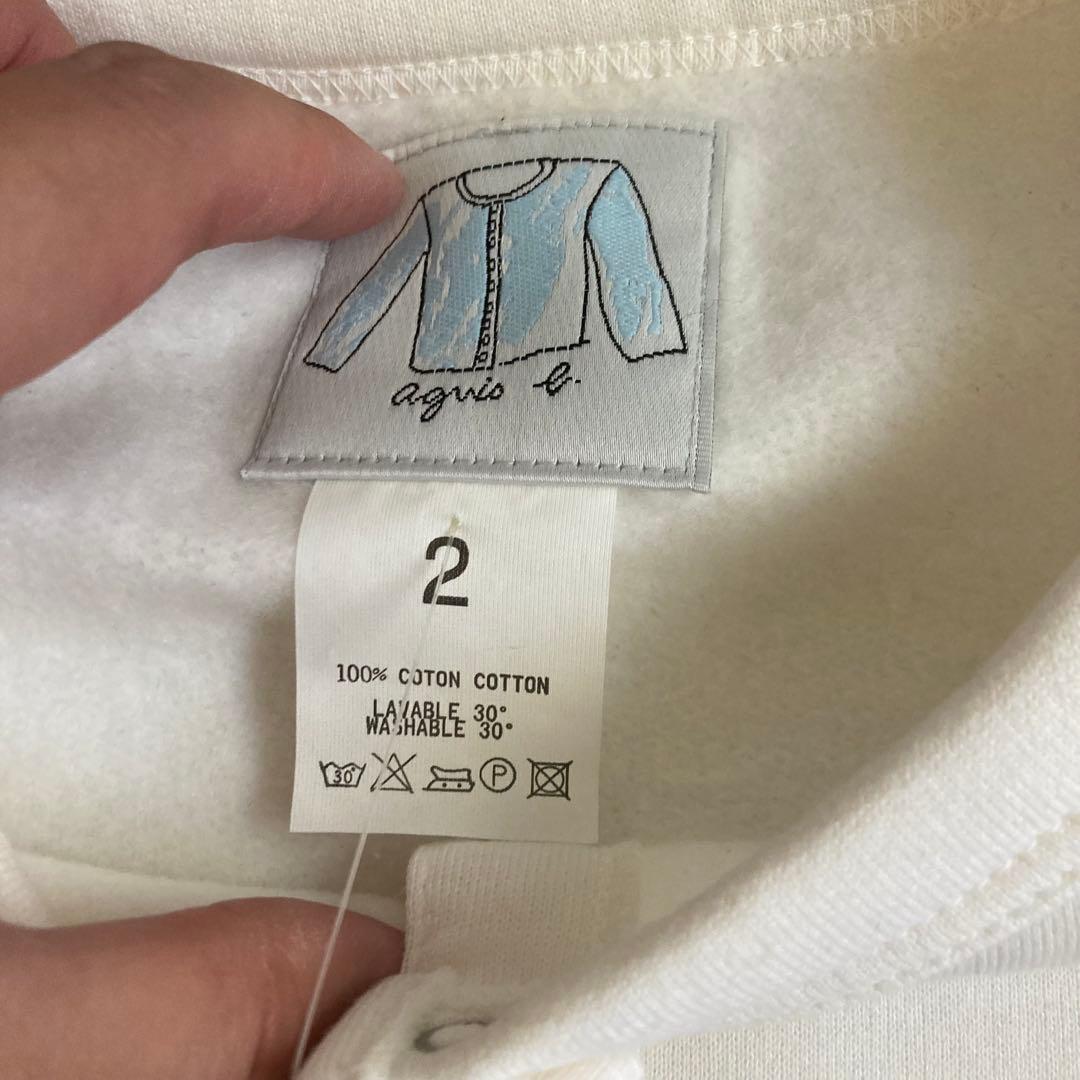 agnès b.
2
100% COTON COTTON
LAVABLE 30°
WASHABLE 30°
30°
P